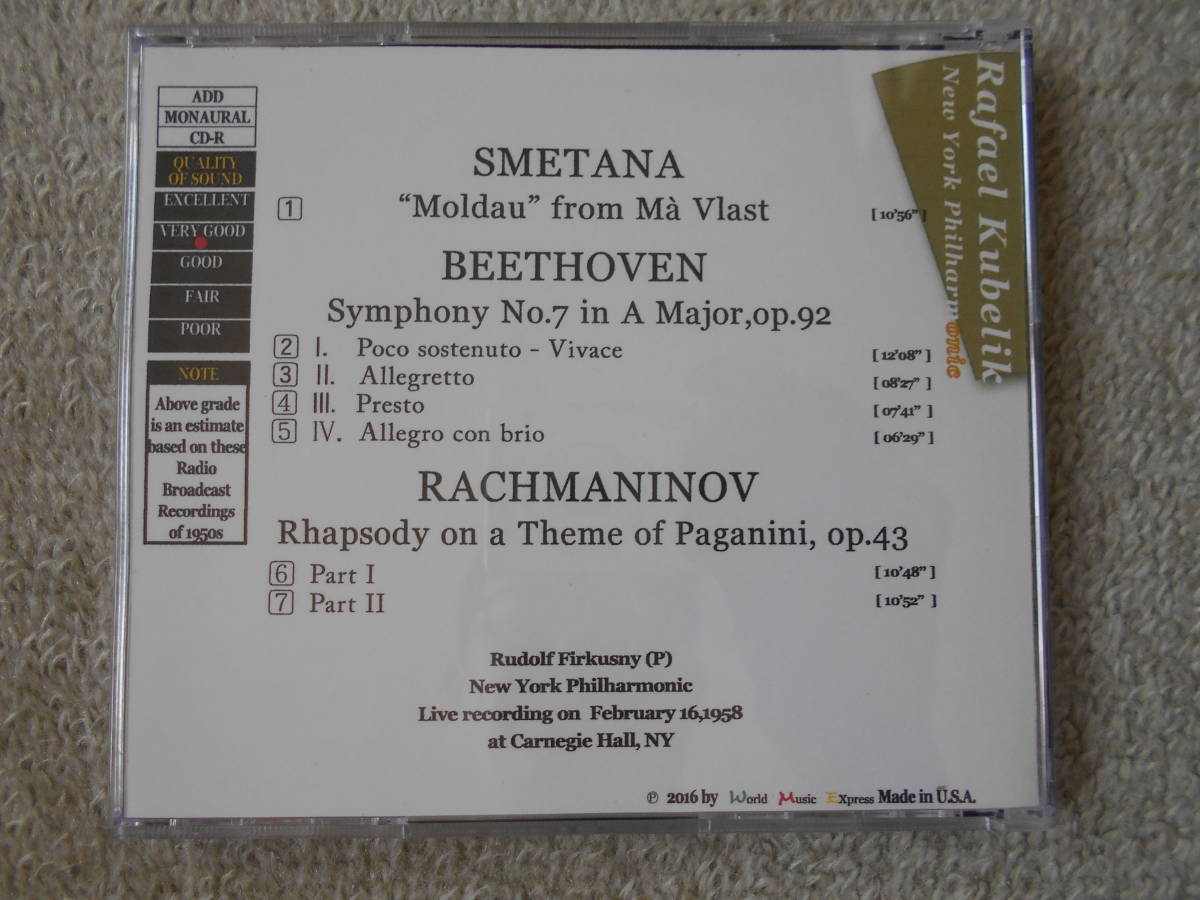 ADD
MONAURAL
CD-R
QUALITY
OF SOUND
EXCELLENT
VERY GOOD
GOOD
FAIR
POOR
NOTE
Above grade
is an estimate
based on these
Radio
Broadcast
Recordings
of 1950s
SMETANA
1 “Moldau” from Mà Vlast [10’56”]
BEETHOVEN
Symphony No.7 in A Major,op.92
2 I. Poco sostenuto - Vivace [12’08”]
3 II. Allegretto [08’27”]
4 III. Presto [07’41”]
5 IV. Allegro con brio [06’29”]
RACHMANINOV
Rhapsody on a Theme of Paganini, op.43
6 Part I [10’48”]
7 Part II [10’52”]
Rudolf Firkusny (P)
New York Philharmonic
Live recording on February 16,1958
at Carnegie Hall, NY
℗ 2016 by World Music EXpress Made in U.S.A.
Rafael Kubelik
New York Philharmonic